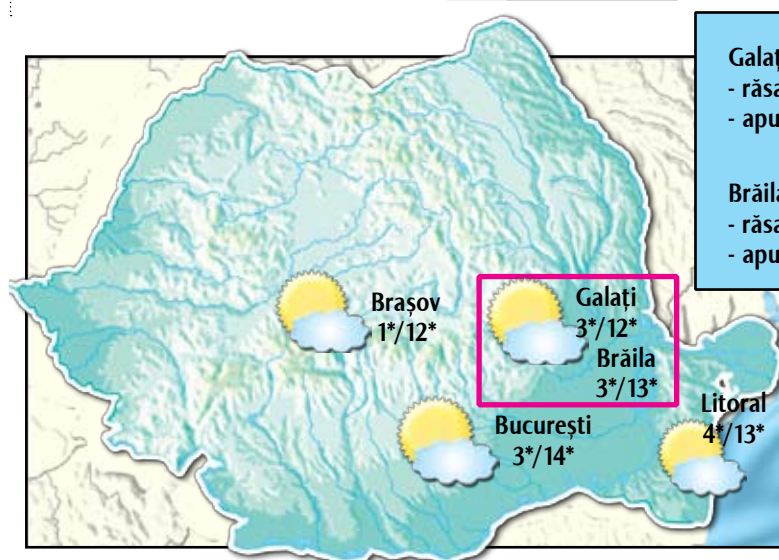 Brașov
1*/12*
Galați
3*/12*
Brăila
3*/13*
București
3*/14*
Litoral
4*/13*